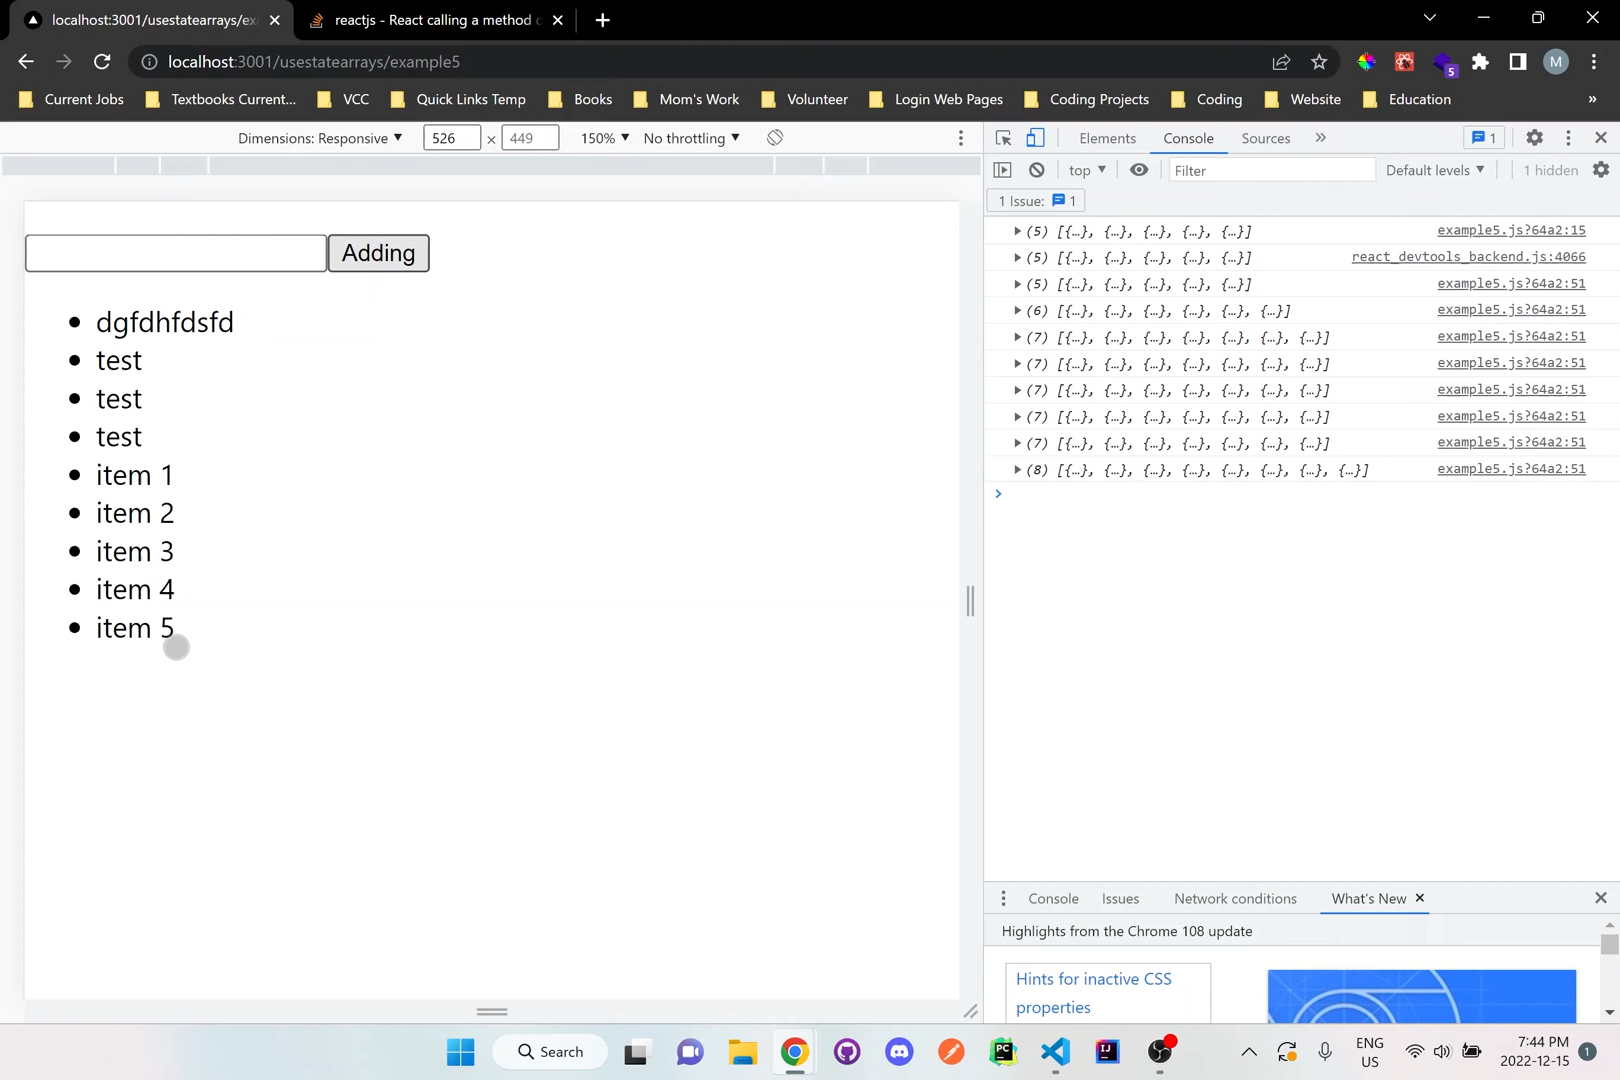 localhost:3001/usestatearrays/exa
reactjs - React calling a method o
localhost:3001/usestatearrays/example5
5
M
Current Jobs
Textbooks Current...
VCC
Quick Links Temp
Books
Mom's Work
Volunteer
Login Web Pages
Coding Projects
Coding
Website
Education
»
Dimensions: Responsive
526
×
449
150%
No throttling
Elements
Console
Sources
»
1
top
Filter
Default levels
1 hidden
1 Issue:
1
Adding
• dgfdhfdsfd
• test
• test
• test
• item 1
• item 2
• item 3
• item 4
• item 5
(5) [{…}, {…}, {…}, {…}, {…}] example5.js?64a2:15
(5) [{…}, {…}, {…}, {…}, {…}] react_devtools_backend.js:4066
(5) [{…}, {…}, {…}, {…}, {…}] example5.js?64a2:51
(6) [{…}, {…}, {…}, {…}, {…}, {…}] example5.js?64a2:51
(7) [{…}, {…}, {…}, {…}, {…}, {…}, {…}] example5.js?64a2:51
(7) [{…}, {…}, {…}, {…}, {…}, {…}, {…}] example5.js?64a2:51
(7) [{…}, {…}, {…}, {…}, {…}, {…}, {…}] example5.js?64a2:51
(7) [{…}, {…}, {…}, {…}, {…}, {…}, {…}] example5.js?64a2:51
(7) [{…}, {…}, {…}, {…}, {…}, {…}, {…}] example5.js?64a2:51
(8) [{…}, {…}, {…}, {…}, {…}, {…}, {…}, {…}] example5.js?64a2:51
Console
Issues
Network conditions
What's New
Highlights from the Chrome 108 update
Hints for inactive CSS
properties
Search
PC
IJ
ENG
US
7:44 PM
2022-12-15
1